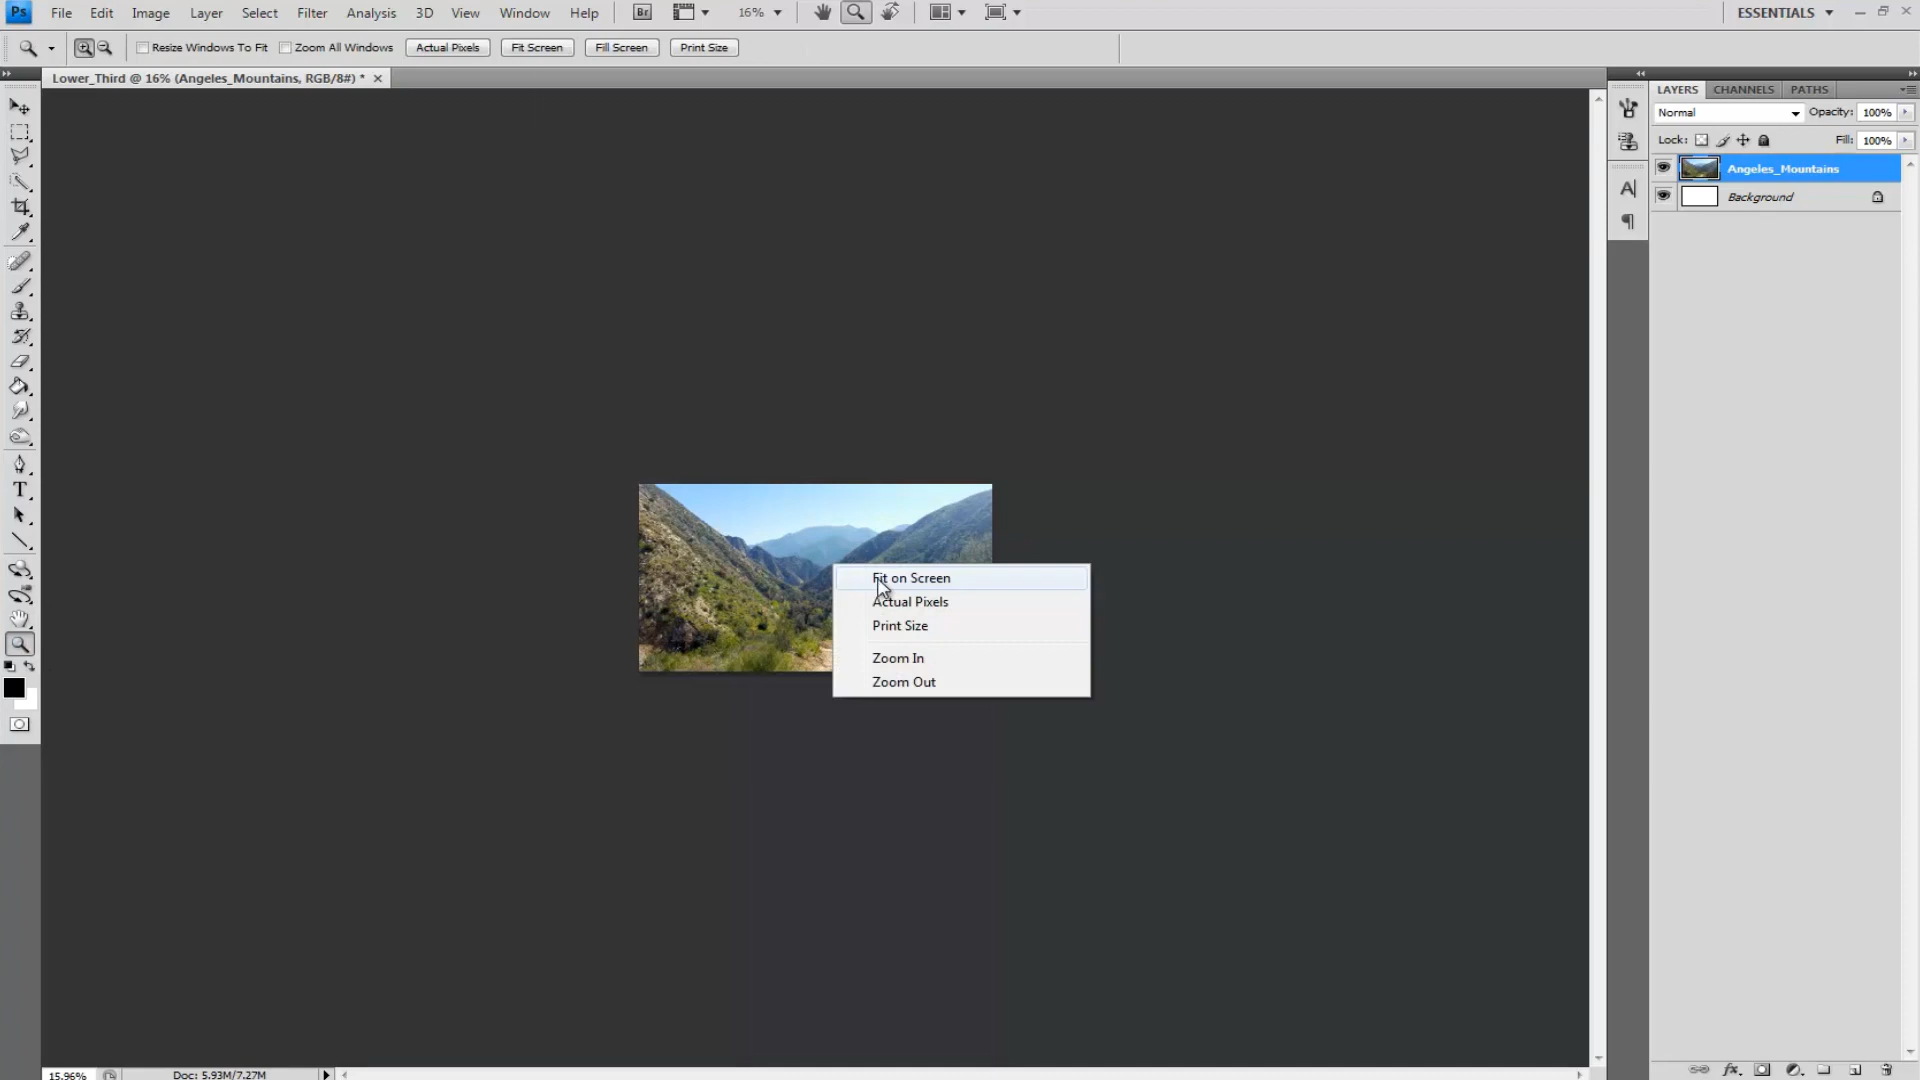 Ps File Edit Image Layer Select Filter Analysis 3D View Window Help Br 16% ESSENTIALS
Resize Windows To Fit Zoom All Windows Actual Pixels Fit Screen Fill Screen Print Size
Lower_Third @ 16% (Angeles_Mountains, RGB/8#) *
LAYERS CHANNELS PATHS
Normal Opacity: 100%
Lock: Fill: 100%
Angeles_Mountains
Background
Fit on Screen
Actual Pixels
Print Size
Zoom In
Zoom Out
15.96% Doc: 5.93M/7.27M